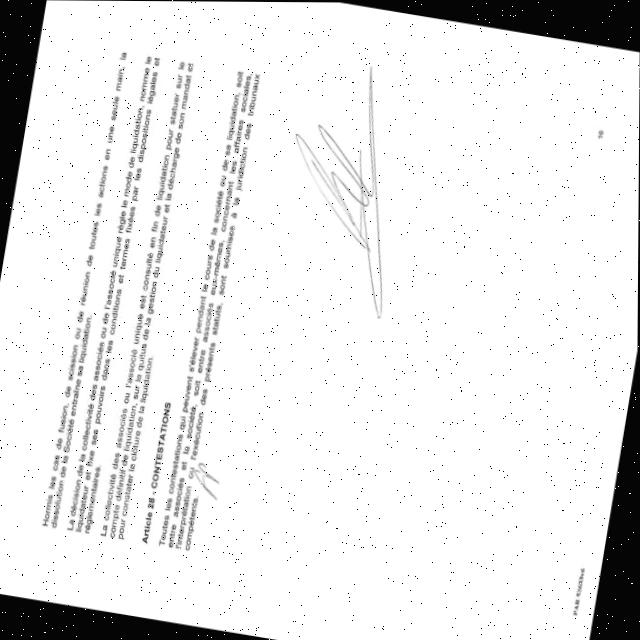 Hormis les cas de fusion, de scission ou de réunion de toutes les actions en une seule main, la
dissolution de la Société entraîne sa liquidation.
La décision de la collectivité des associés ou de l'associé unique règle le mode de liquidation, nomme le
liquidateur et fixe ses pouvoirs dans les conditions et termes fixées par les dispositions légales et
réglementaires.
La collectivité des associés ou l'associé unique est consulté en fin de liquidation, pour statuer sur le
compte définitif de liquidation, sur le quitus de la gestion du liquidateur et la décharge de son mandat et
pour constater la clôture de la liquidation.
Article 28 - CONTESTATIONS
Toutes les contestations qui peuvent s'élever pendant le cours de la société ou de sa liquidation, soit
entre associés et la société, soit entre associés eux-mêmes, concernant les affaires sociales,
l'interprétation ou l'exécution des présents statuts, sont soumises à la juridiction des tribunaux
compétents.